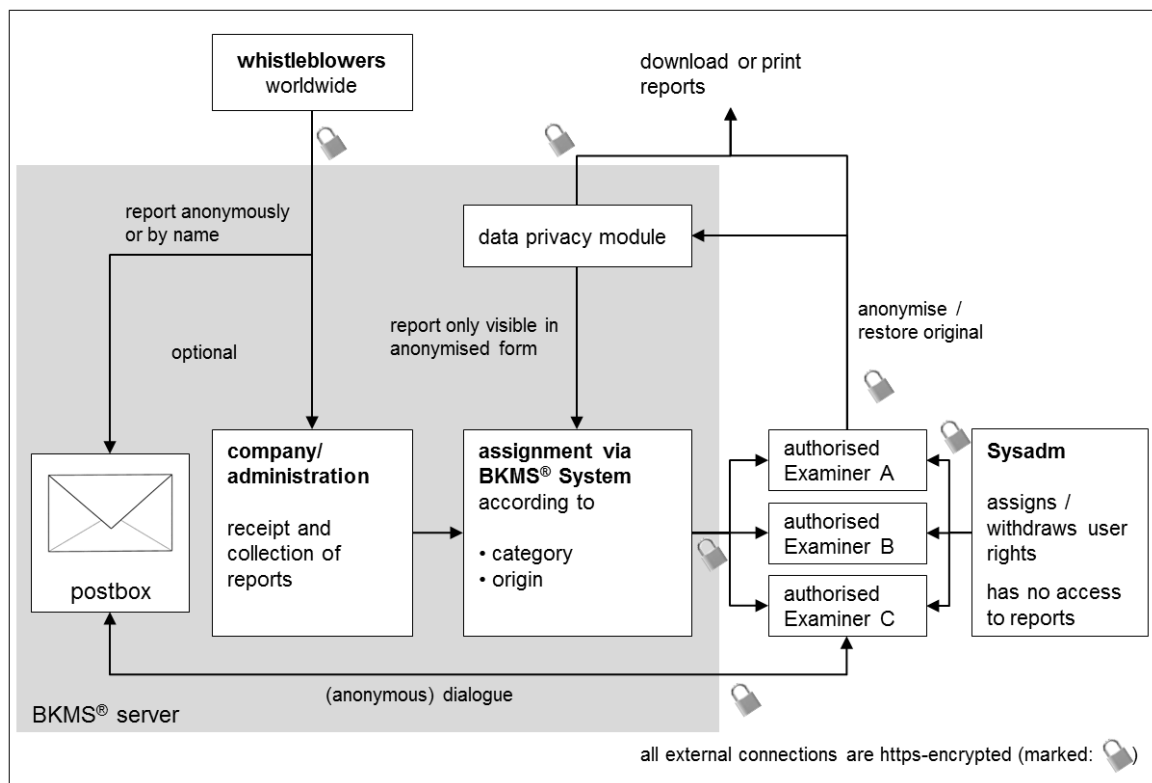 whistleblowers
worldwide
download or print
reports
report anonymously
or by name
data privacy module
anonymise /
restore original
report only visible in
anonymised form
optional
company/
administration
receipt and
collection of
reports
assignment via
BKMS® System
according to
• category
• origin
authorised
Examiner A
authorised
Examiner B
authorised
Examiner C
Sysadm
assigns /
withdraws user
rights
has no access
to reports
postbox
(anonymous) dialogue
BKMS® server
all external connections are https-encrypted (marked: )